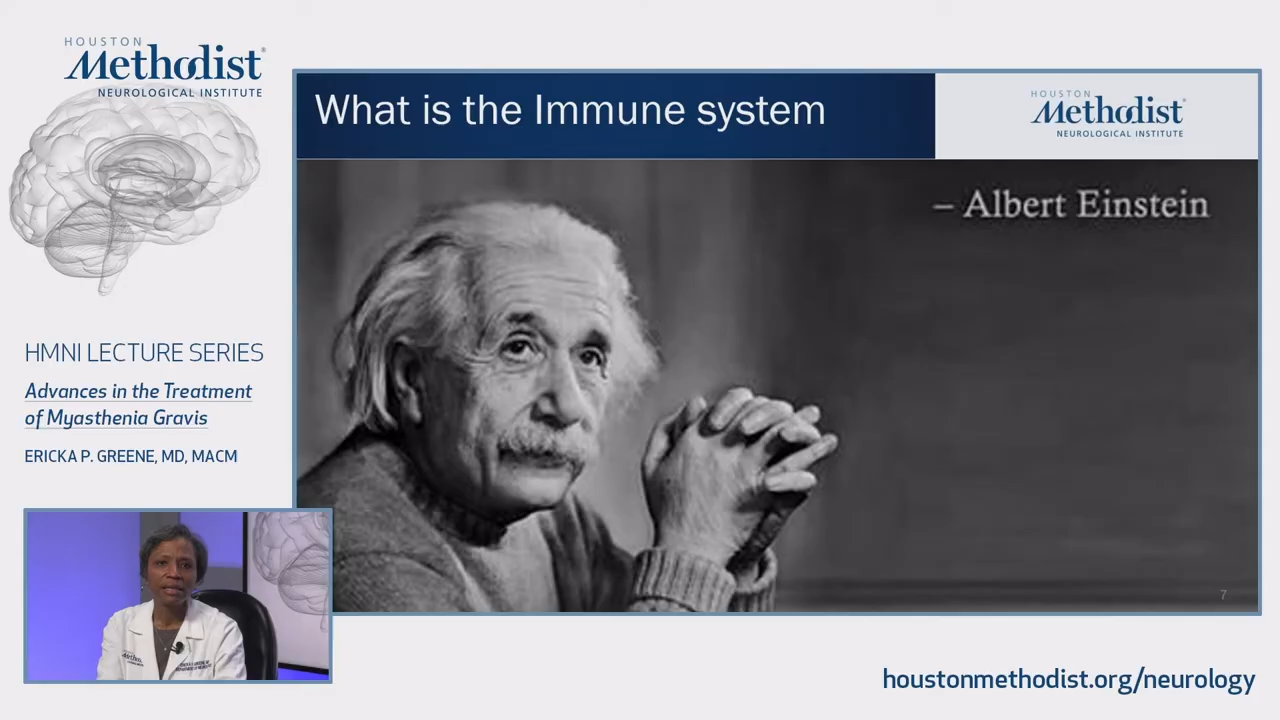 HOUSTON
Methodist®
NEUROLOGICAL INSTITUTE
HMNI LECTURE SERIES
Advances in the Treatment
of Myasthenia Gravis
ERICKA P. GREENE, MD, MACM
What is the Immune system
HOUSTON
Methodist®
NEUROLOGICAL INSTITUTE
– Albert Einstein
7
houstonmethodist.org/neurology